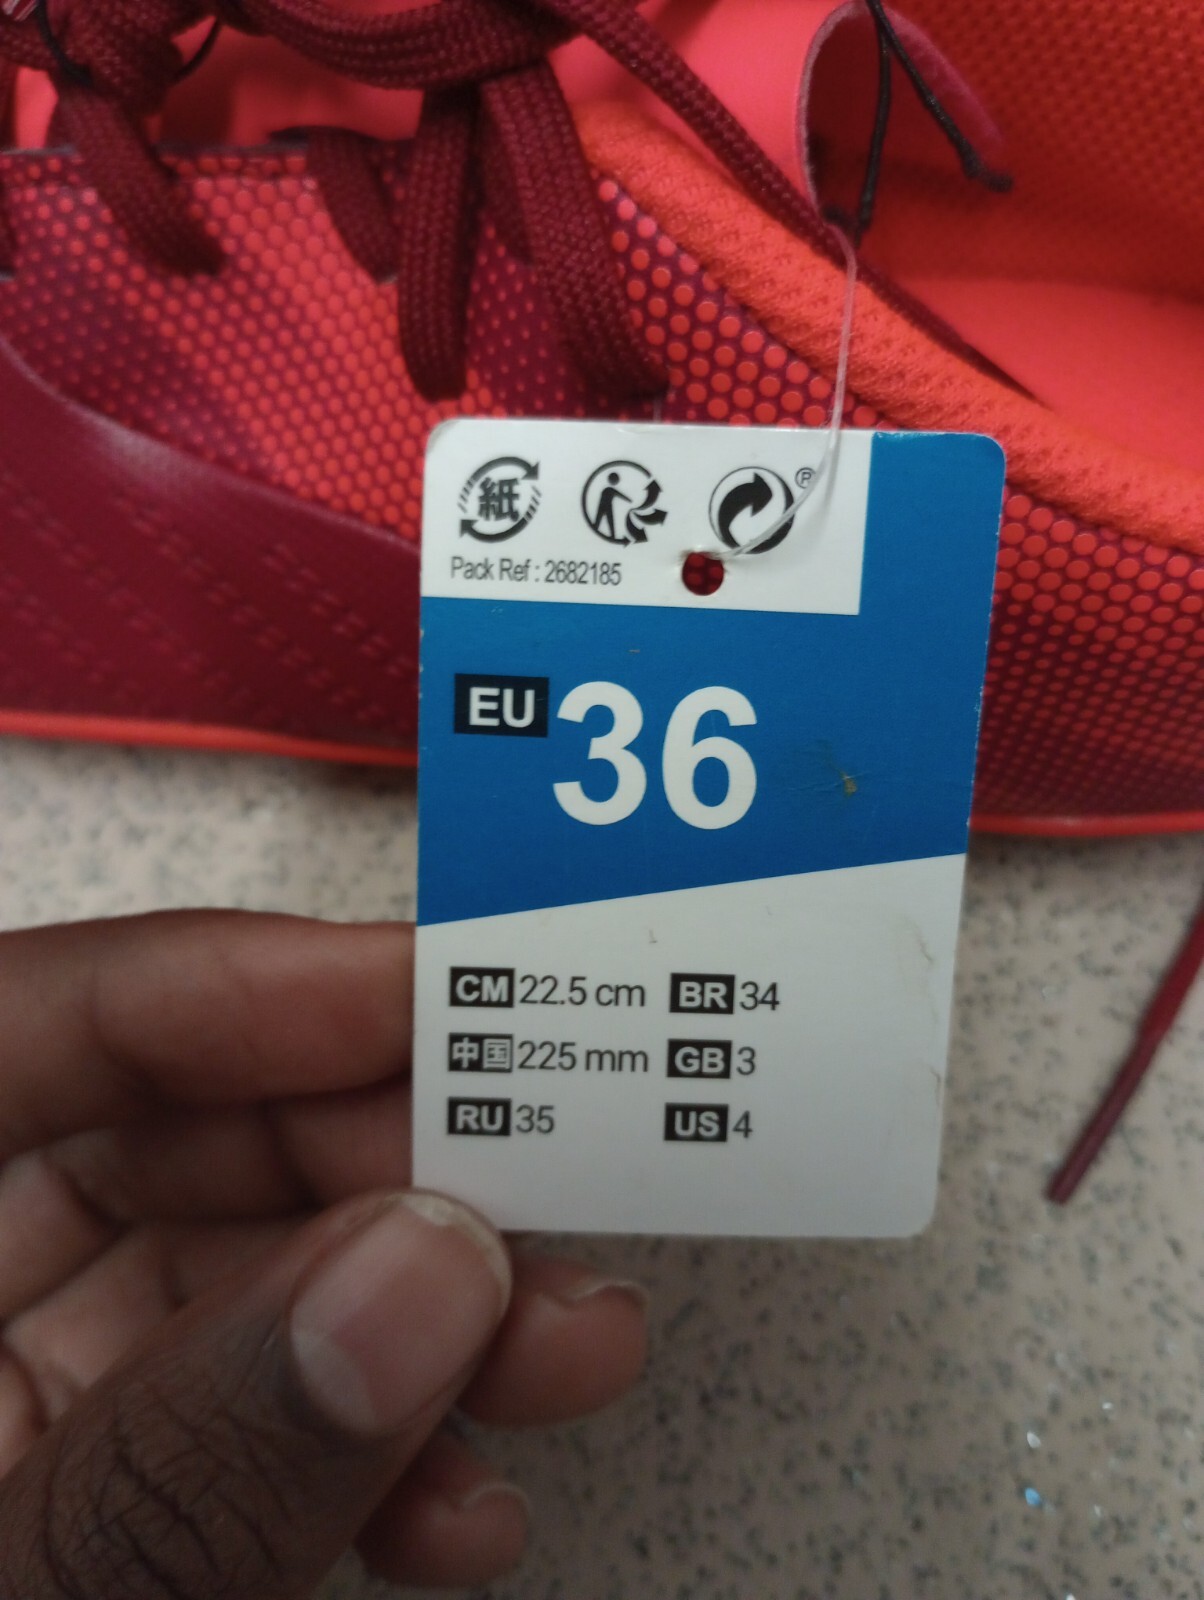 紙
®
Pack Ref : 2682185
EU 36
CM 22.5 cm BR 34
中国 225 mm GB 3
RU 35 US 4